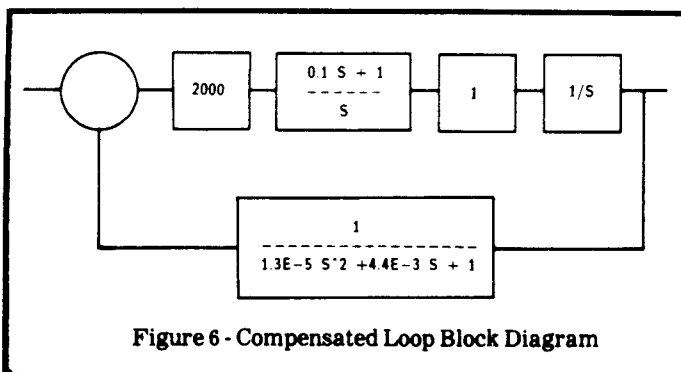 2000
0.1 S + 1
S
1
1/S
1
1.3E-5 S^2 +4.4E-3 S + 1
Figure 6 - Compensated Loop Block Diagram